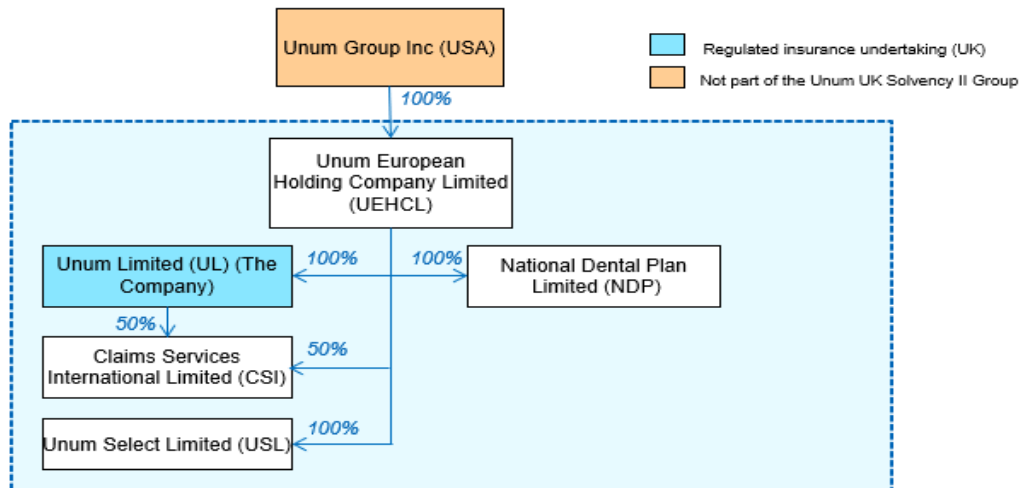 Unum Group Inc (USA)
Regulated insurance undertaking (UK)
Not part of the Unum UK Solvency II Group
100%
Unum European
Holding Company Limited
(UEHCL)
Unum Limited (UL) (The
Company)
100%
100%
National Dental Plan
Limited (NDP)
50%
Claims Services
International Limited (CSI)
50%
Unum Select Limited (USL)
100%